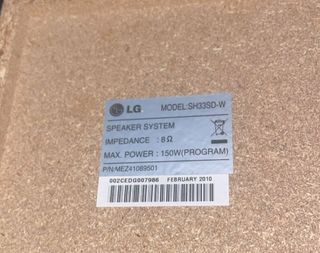 LG MODEL:SH33SD-W
SPEAKER SYSTEM
IMPEDANCE : 8Ω
MAX. POWER : 150W(PROGRAM)
P/N:MEZ41089501
002CEDG007986 FEBRUARY 2010